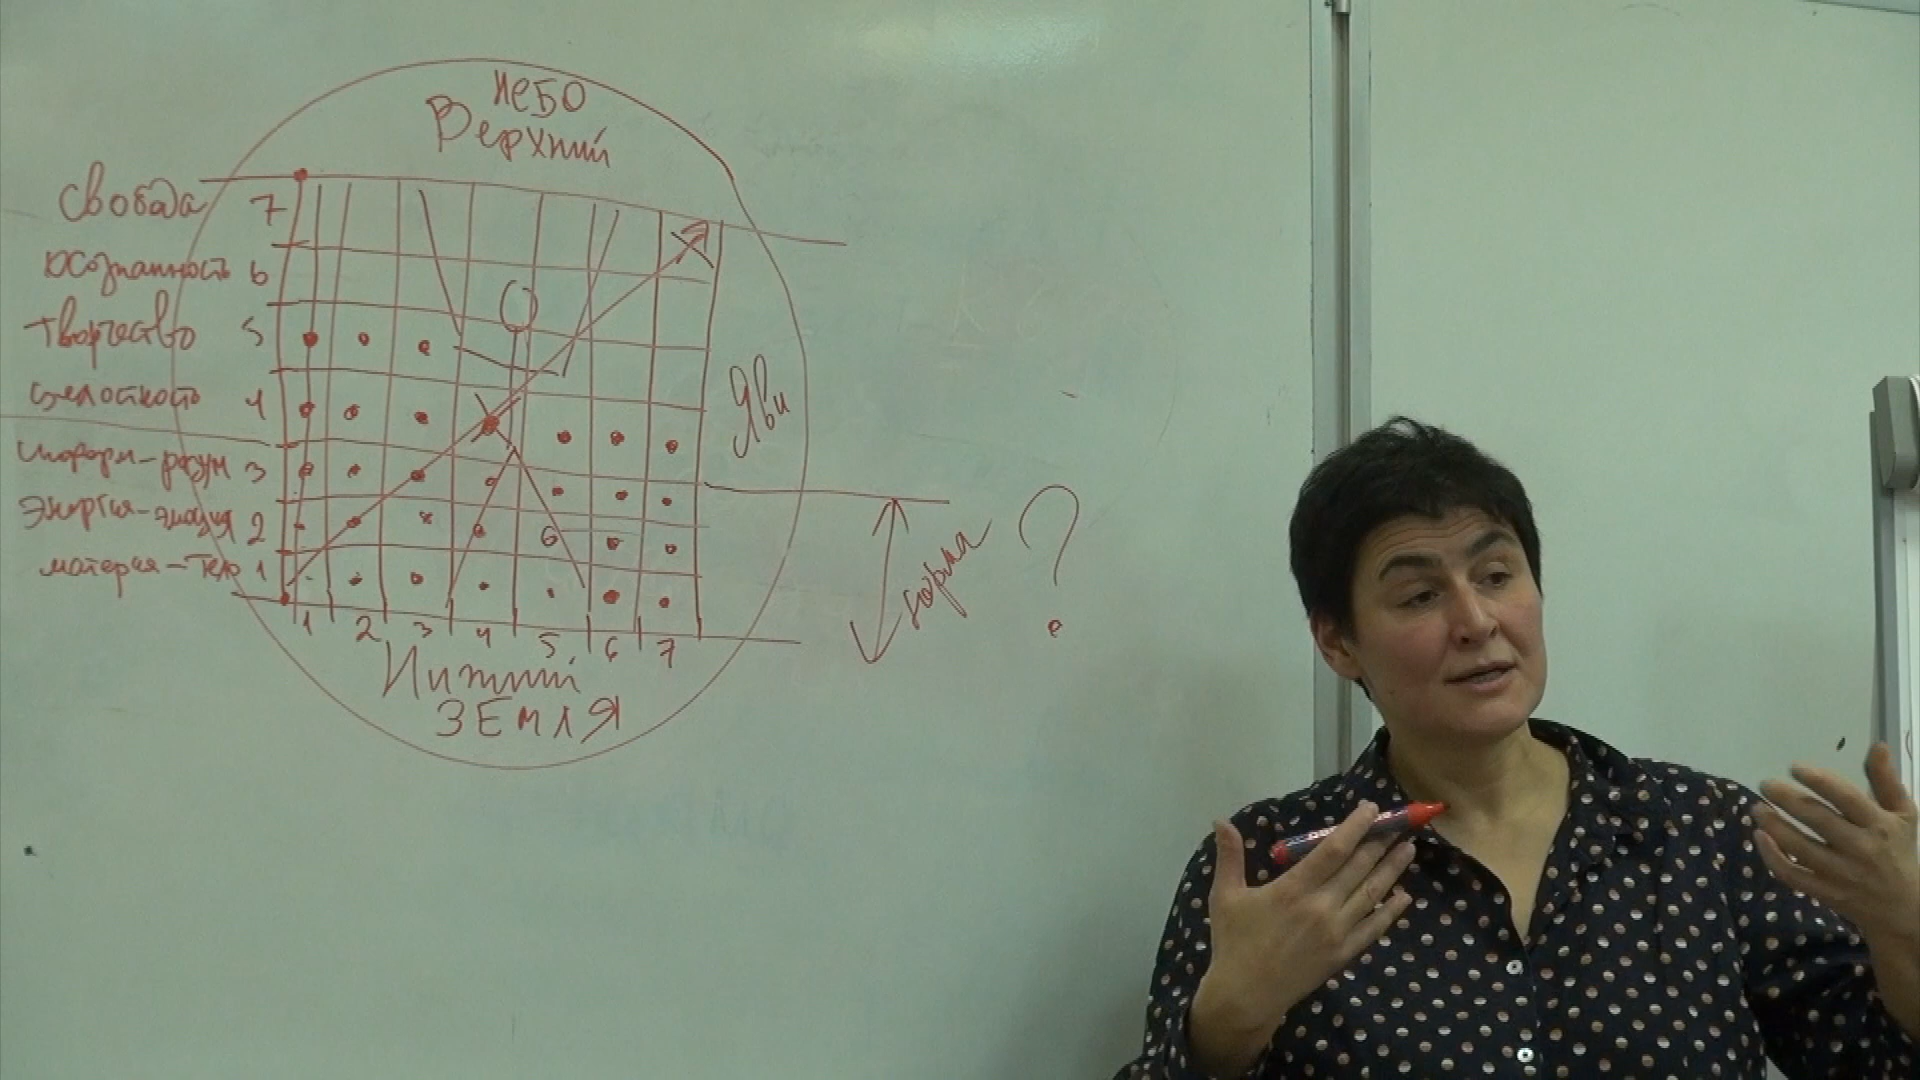 НЕБО
Верхний
Свобода 7
Осознанность 6
Творчество 5
Целостность 4
Информ-разум 3
Энергия-эмоция 2
материя-Тело 1
1 2 3 4 5 6 7
Нижний
ЗЕМЛЯ
Яви
норма
?